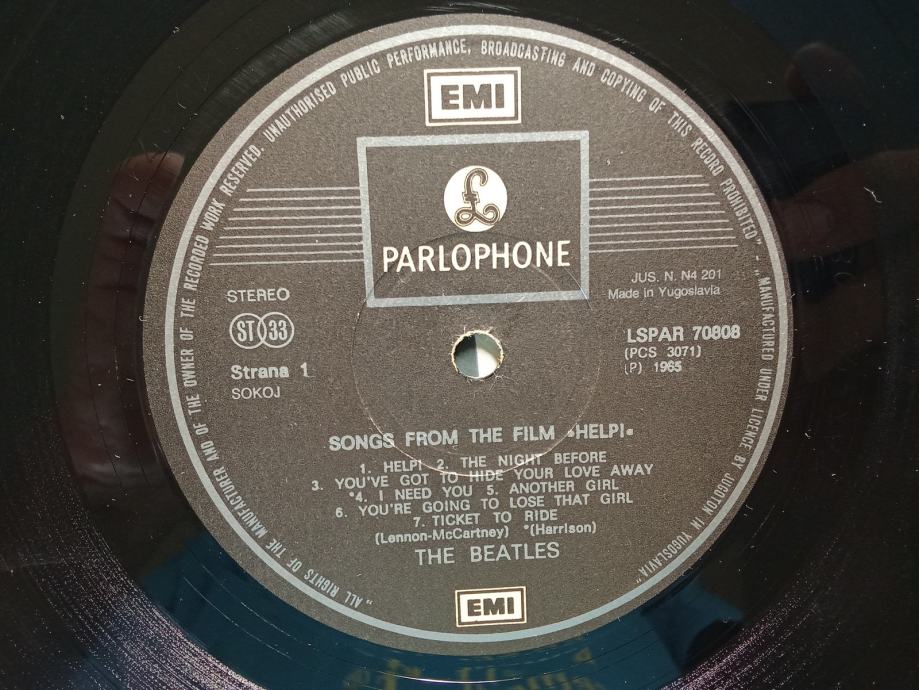 "ALL RIGHTS OF THE MANUFACTURER AND OF THE OWNER OF THE RECORDED WORK RESERVED. UNAUTHORISED PUBLIC PERFORMANCE, BROADCASTING AND COPYING OF THIS RECORD PROHIBITED" - "MANUFACTURED UNDER LICENCE BY JUGOTON IN YUGOSLAVIA"
EMI
£
PARLOPHONE
JUS. N. N4 201
Made in Yugoslavia
STEREO
ST 33
Strana 1
SOKOJ
LSPAR 70808
(PCS 3071)
(P) 1965
SONGS FROM THE FILM •HELP!•
1. HELP! 2. THE NIGHT BEFORE
3. YOU'VE GOT TO HIDE YOUR LOVE AWAY
*4. I NEED YOU 5. ANOTHER GIRL
6. YOU'RE GOING TO LOSE THAT GIRL
7. TICKET TO RIDE
(Lennon-McCartney) *(Harrison)
THE BEATLES
EMI